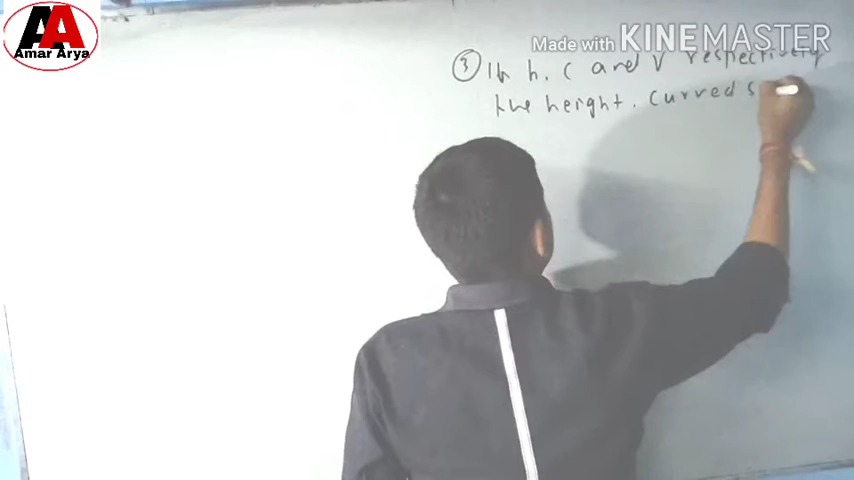 AA
Amar Arya
Made with KINEMASTER
③ If h, c and V respectively
the height. Curved s